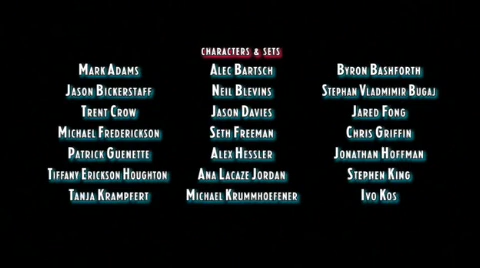 CHARACTERS & SETS
MARK ADAMS ALEC BARTSCH BYRON BASHFORTH
JASON BICKERSTAFF NEIL BLEVINS STEPHAN VLADMIMIR BUGAJ
TRENT CROW JASON DAVIES JARED FONG
MICHAEL FREDERICKSON SETH FREEMAN CHRIS GRIFFIN
PATRICK GUENETTE ALEX HESSLER JONATHAN HOFFMAN
TIFFANY ERICKSON HOUGHTON ANA LACAZE JORDAN STEPHEN KING
TANJA KRAMPFERT MICHAEL KRUMMHOEFENER IVO KOS